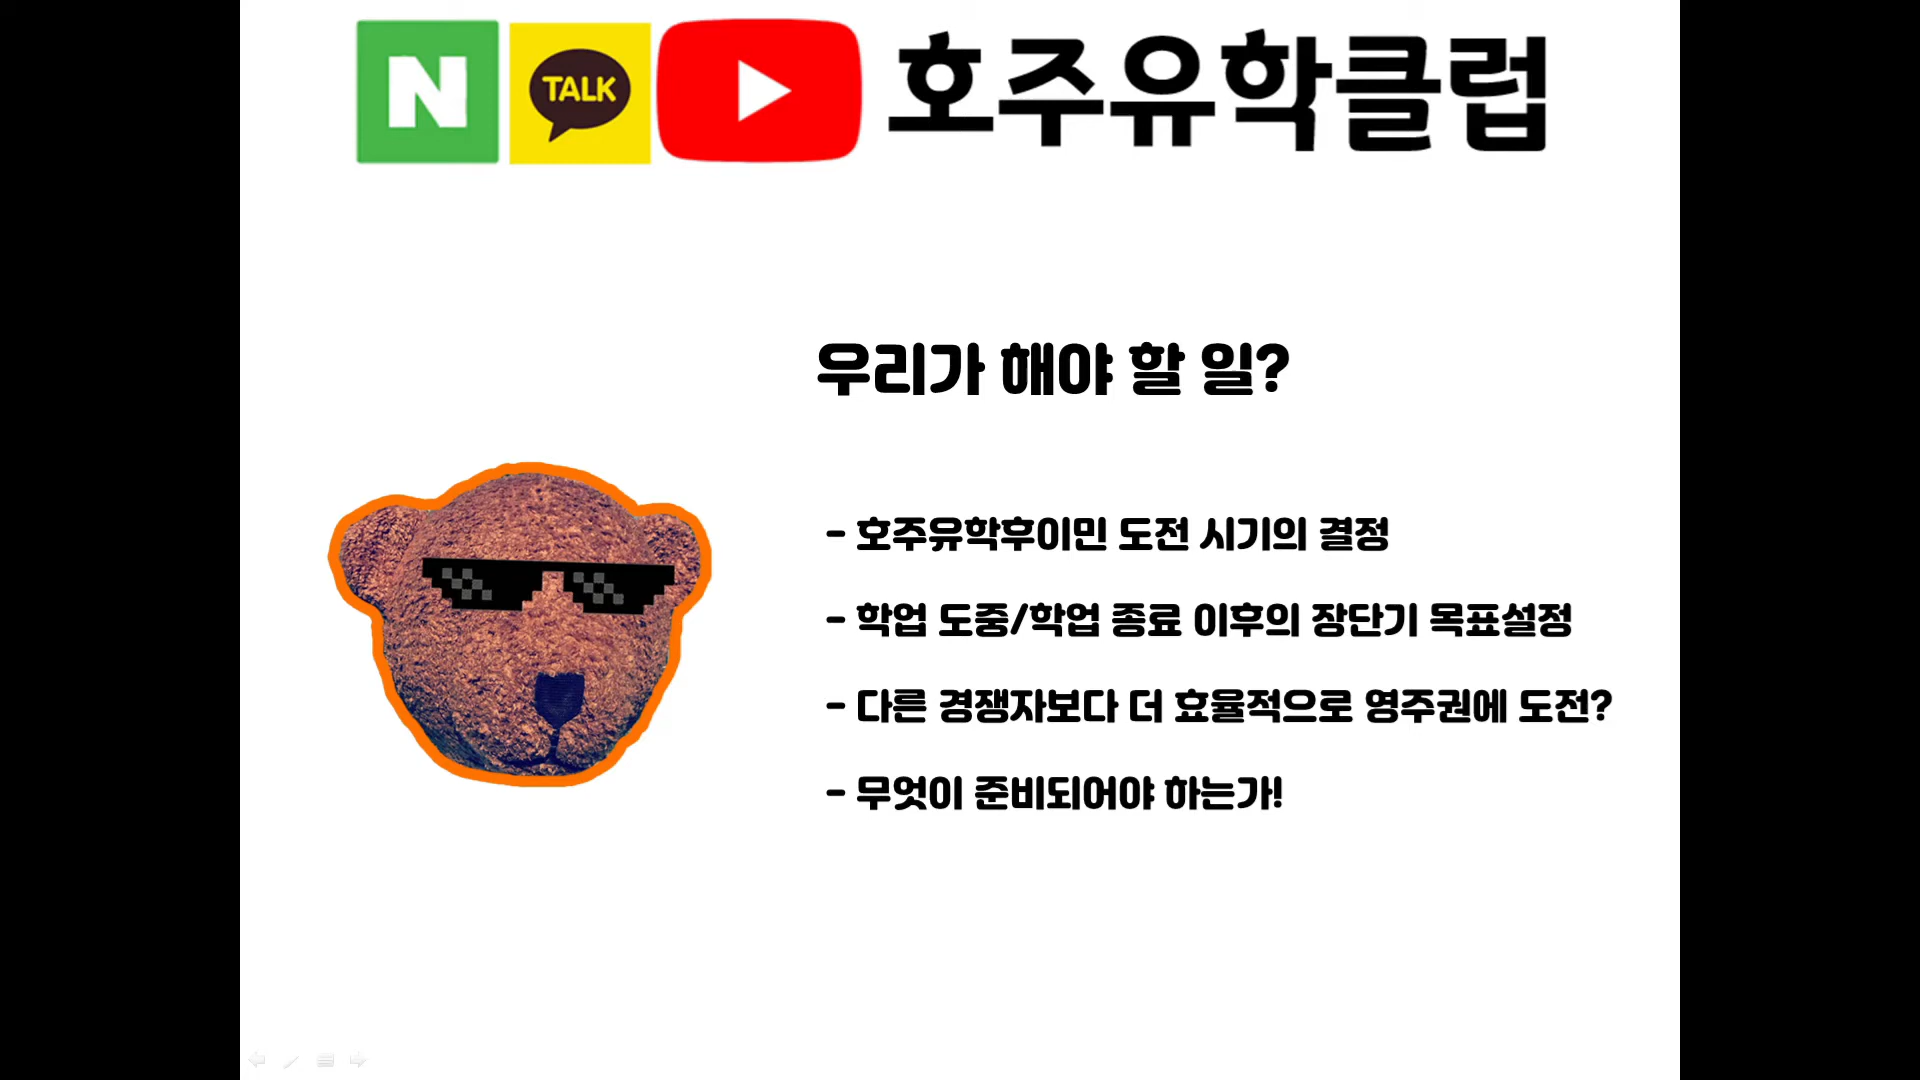 N TALK 호주유학클럽
우리가 해야 할 일?
- 호주유학후이민 도전 시기의 결정
- 학업 도중/학업 종료 이후의 장단기 목표설정
- 다른 경쟁자보다 더 효율적으로 영주권에 도전?
- 무엇이 준비되어야 하는가!